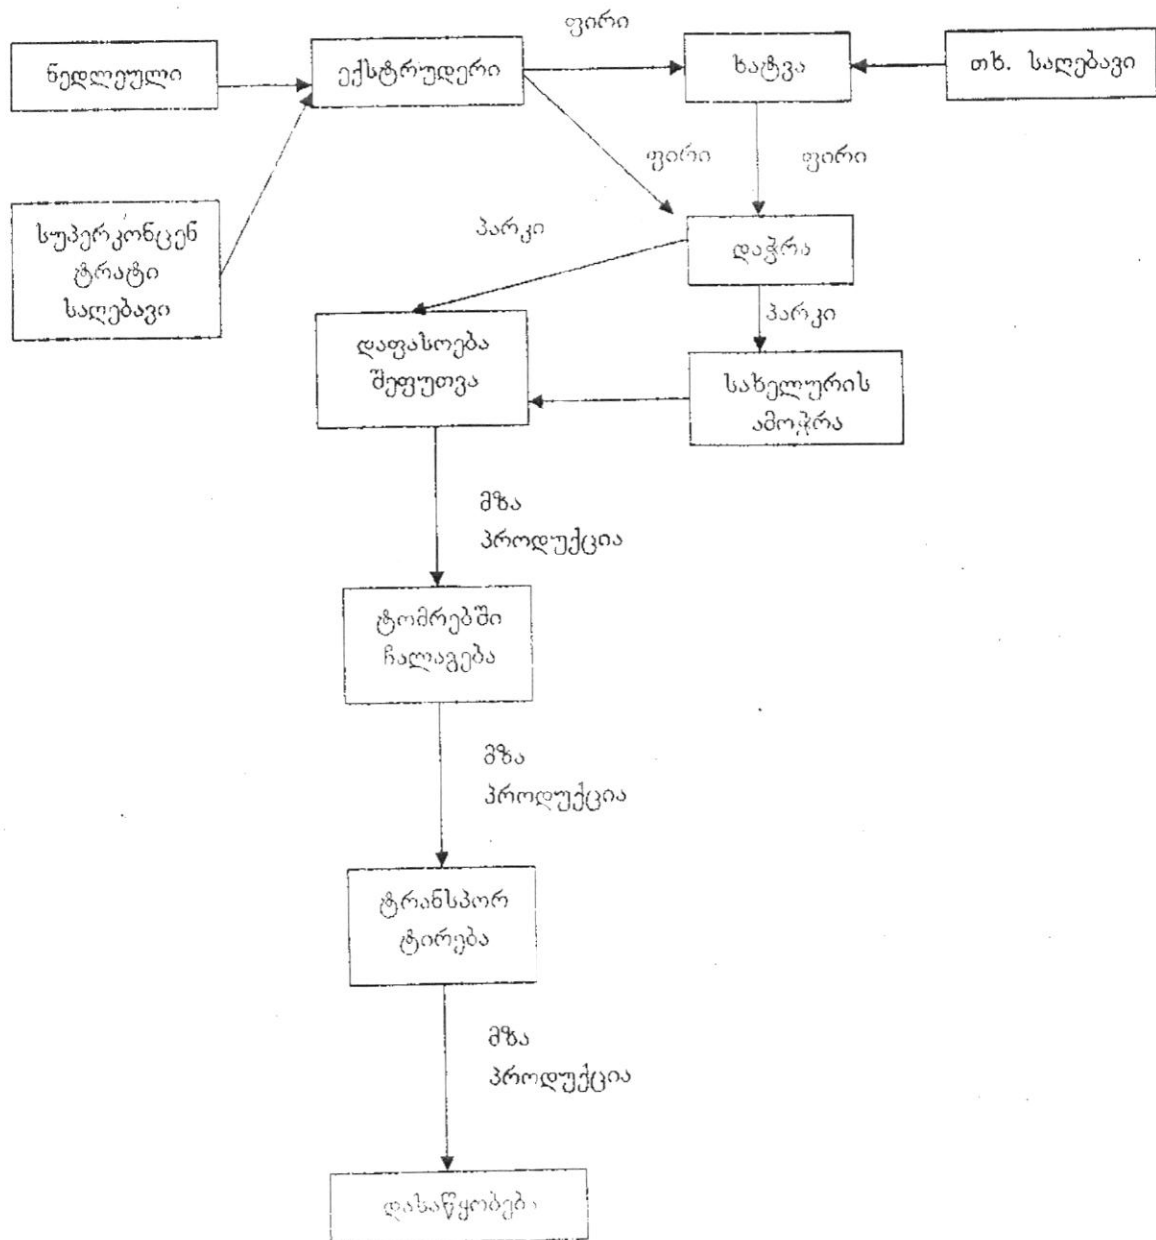 ფირი
ნედლეული
ექსტრუდერი
ხატვა
თხ. საღებავი
ფირი
ფირი
სუპერკონცენ
ტრატი
საღებავი
პარკი
დაჭრა
პარკი
დაფასოება
შეფუთვა
სახელურის
ამოჭრა
მზა
პროდუქცია
ტომრებში
ჩალაგება
მზა
პროდუქცია
ტრანსპორ
ტირება
მზა
პროდუქცია
დასაწყობება